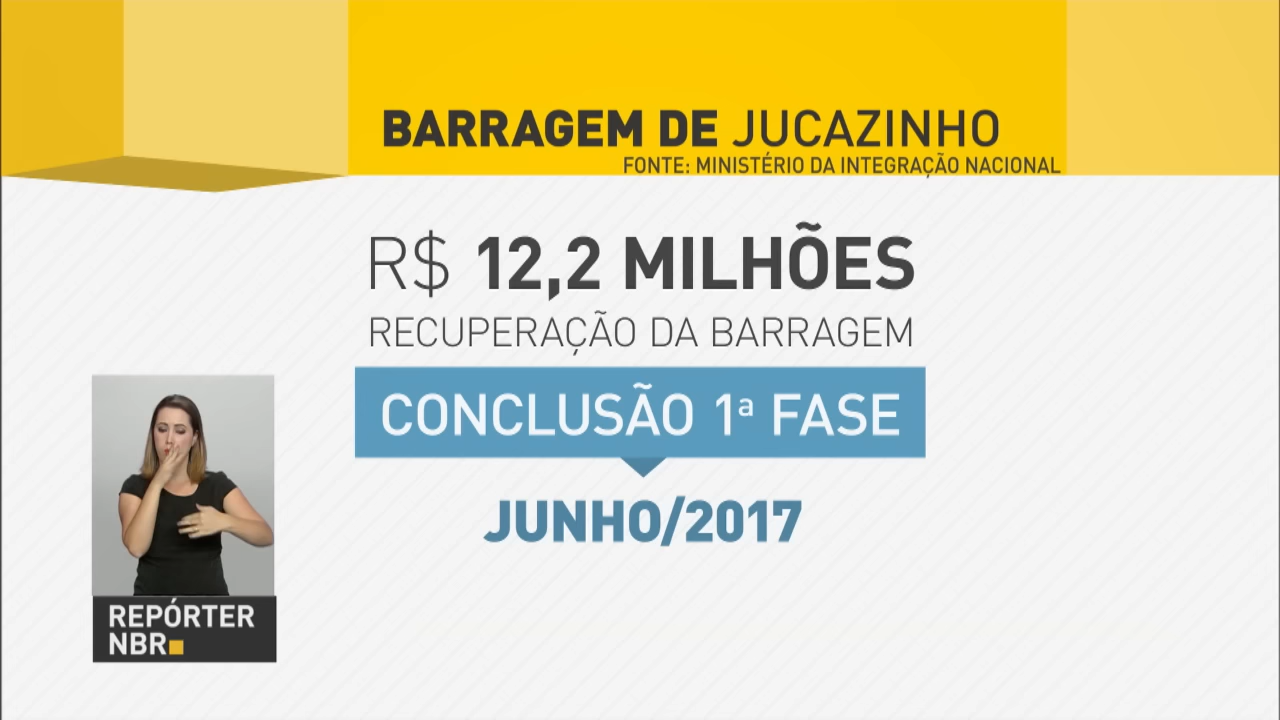 BARRAGEM DE JUCAZINHO
FONTE: MINISTÉRIO DA INTEGRAÇÃO NACIONAL
R$ 12,2 MILHÕES
RECUPERAÇÃO DA BARRAGEM
CONCLUSÃO 1ª FASE
JUNHO/2017
REPÓRTER
NBR